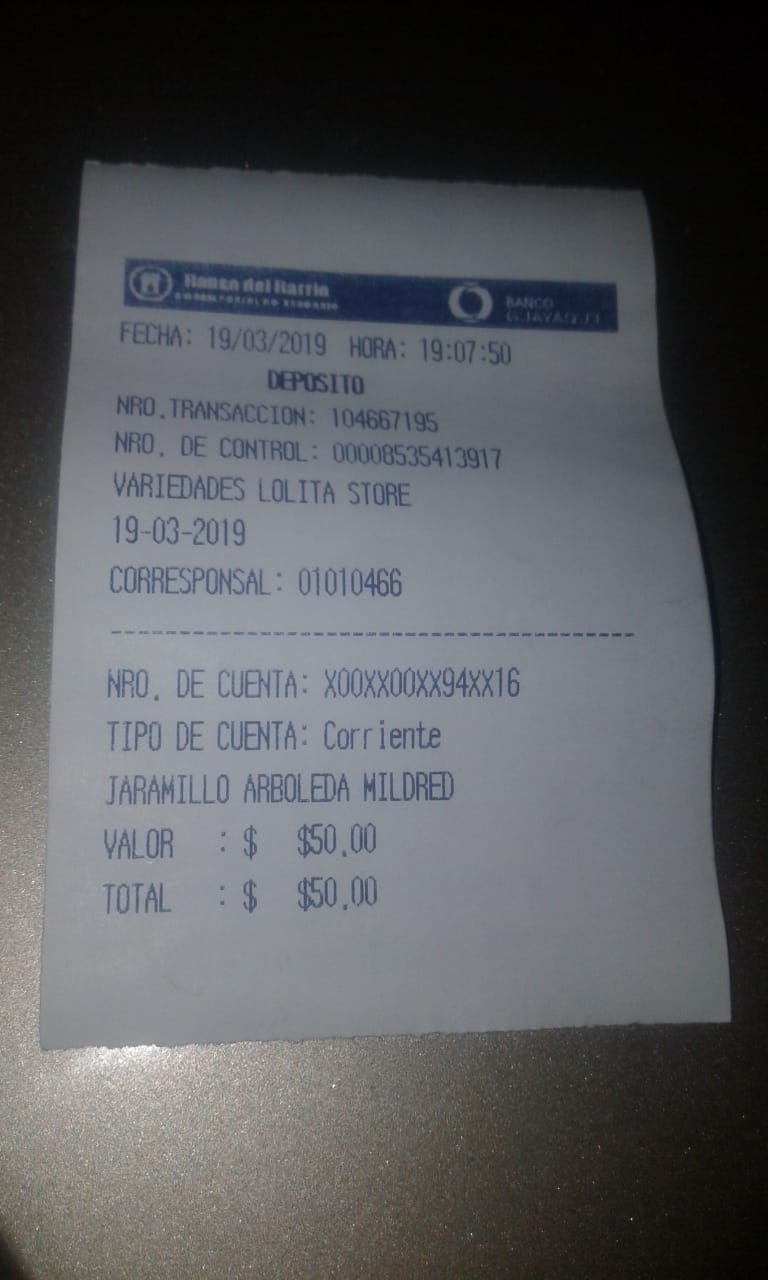 Banco del Barrio
BANCO
GUAYAQUIL
FECHA: 19/03/2019 HORA: 19:07:50
DEPOSITO
NRO.TRANSACCION: 104667195
NRO. DE CONTROL: 00008535413917
VARIEDADES LOLITA STORE
19-03-2019
CORRESPONSAL: 01010466
NRO. DE CUENTA: X00XX00XX94XX16
TIPO DE CUENTA: Corriente
JARAMILLO ARBOLEDA MILDRED
VALOR : $ $50.00
TOTAL : $ $50.00